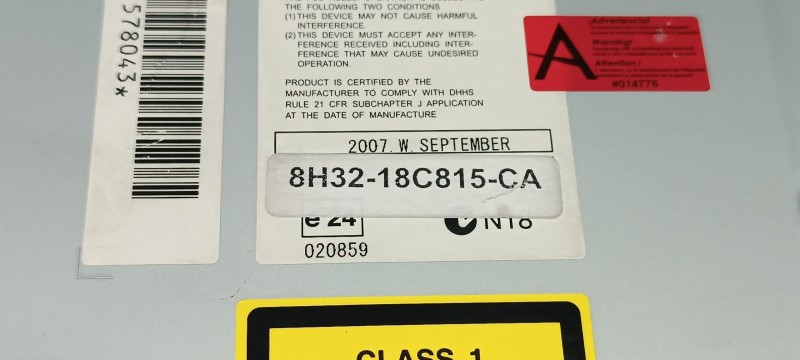 578043*
THE FOLLOWING TWO CONDITIONS
(1) THIS DEVICE MAY NOT CAUSE HARMFUL
INTERFERENCE.
(2) THIS DEVICE MUST ACCEPT ANY INTER-
FERENCE RECEIVED INCLUDING INTER-
FERENCE THAT MAY CAUSE UNDESIRED
OPERATION.
PRODUCT IS CERTIFIED BY THE
MANUFACTURER TO COMPLY WITH DHHS
RULE 21 CFR SUBCHAPTER J APPLICATION
AT THE DATE OF MANUFACTURE
2007. W. SEPTEMBER
8H32-18C815-CA
e 24
N18
020859
A
¡Advertencia!
Warning!
Attention !
#014776
CLASS 1